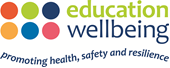 education
wellbeing
promoting health, safety and resilience